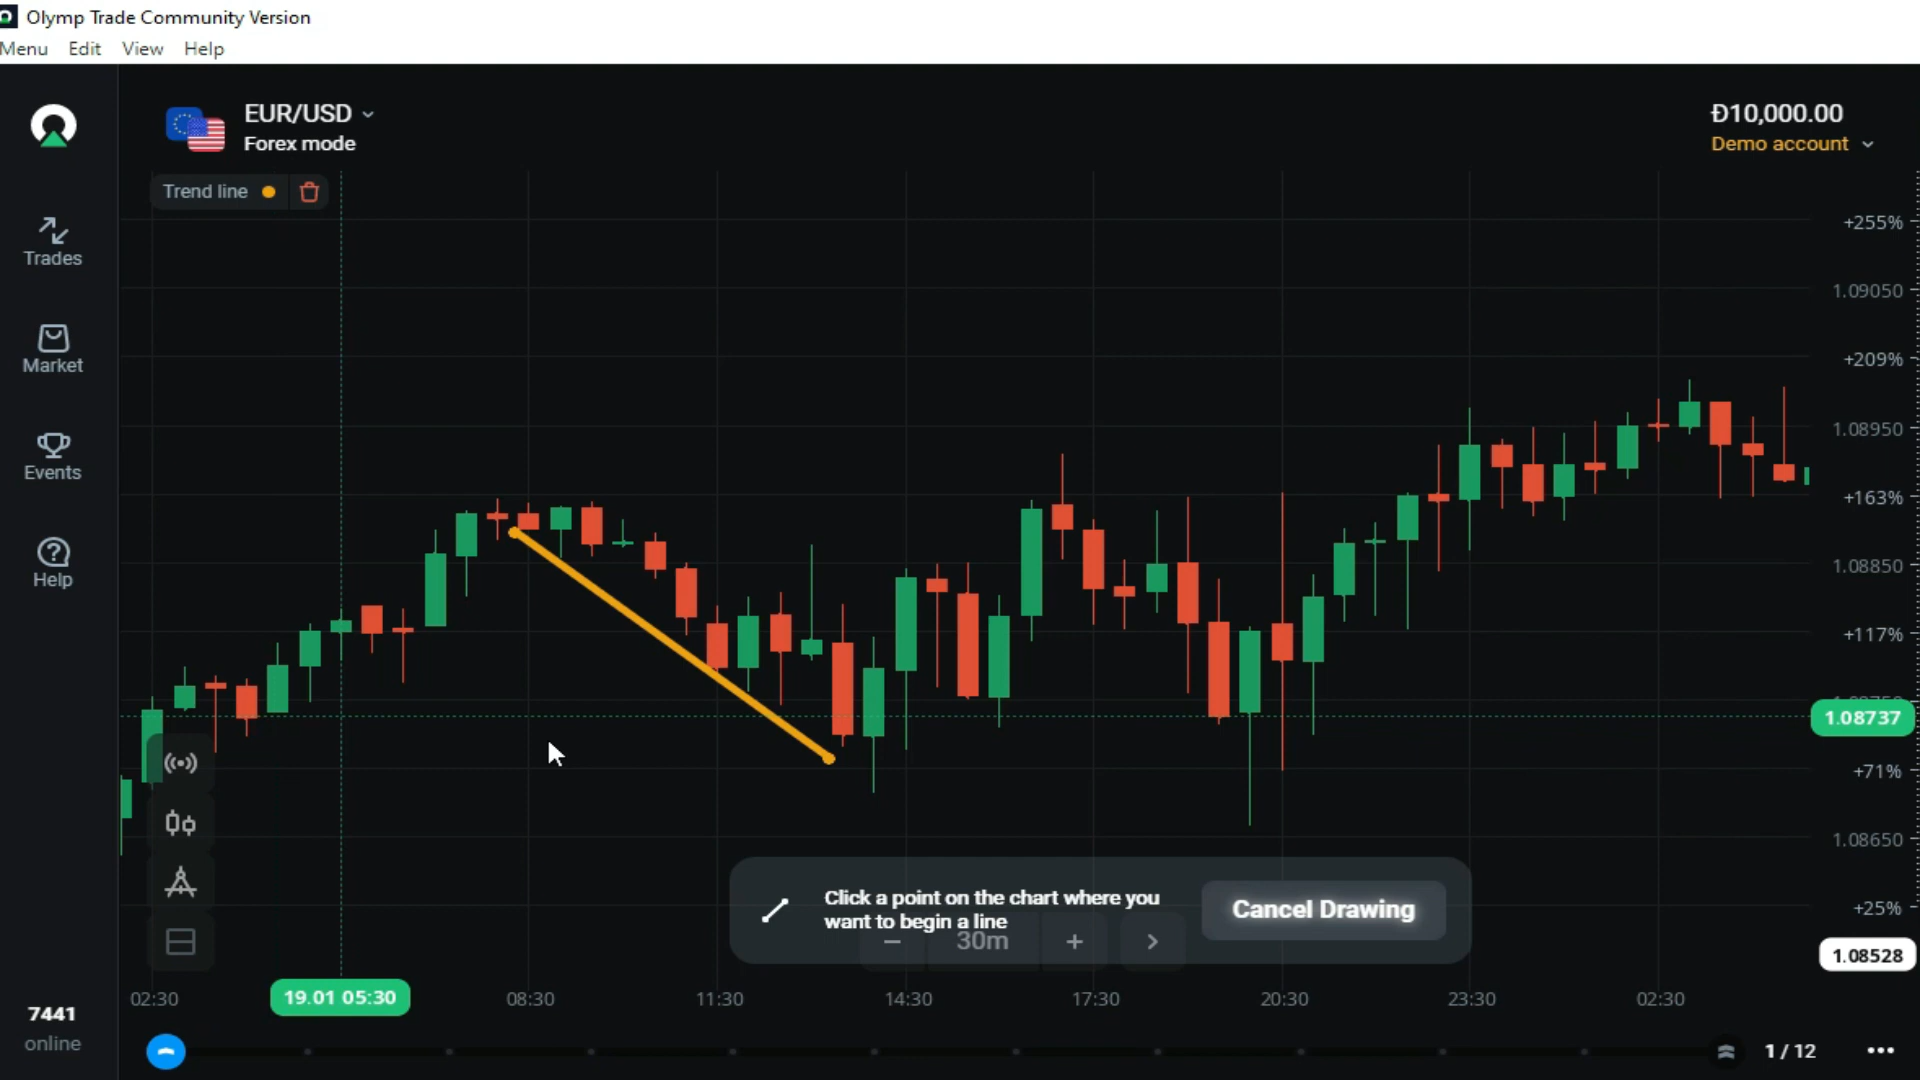 Olymp Trade Community Version
Menu Edit View Help
EUR/USD
Forex mode
Đ10,000.00
Demo account
Trend line
Trades
Market
Events
Help
+255%
1.09050
+209%
1.08950
+163%
1.08850
+117%
1.08737
+71%
1.08650
+25%
1.08528
Click a point on the chart where you
want to begin a line
Cancel Drawing
− 30m + >
02:30 19.01 05:30 08:30 11:30 14:30 17:30 20:30 23:30 02:30
7441
online
1 / 12